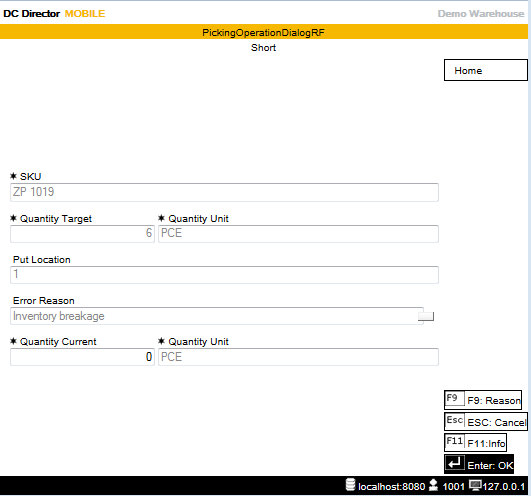 DC Director MOBILE Demo Warehouse
PickingOperationDialogRF
Short
Home
✶ SKU
ZP 1019
✶ Quantity Target ✶ Quantity Unit
6 PCE
Put Location
1
Error Reason
Inventory breakage
✶ Quantity Current ✶ Quantity Unit
0 PCE
F9 F9: Reason
Esc ESC: Cancel
F11 F11:Info
Enter: OK
localhost:8080 1001 127.0.0.1